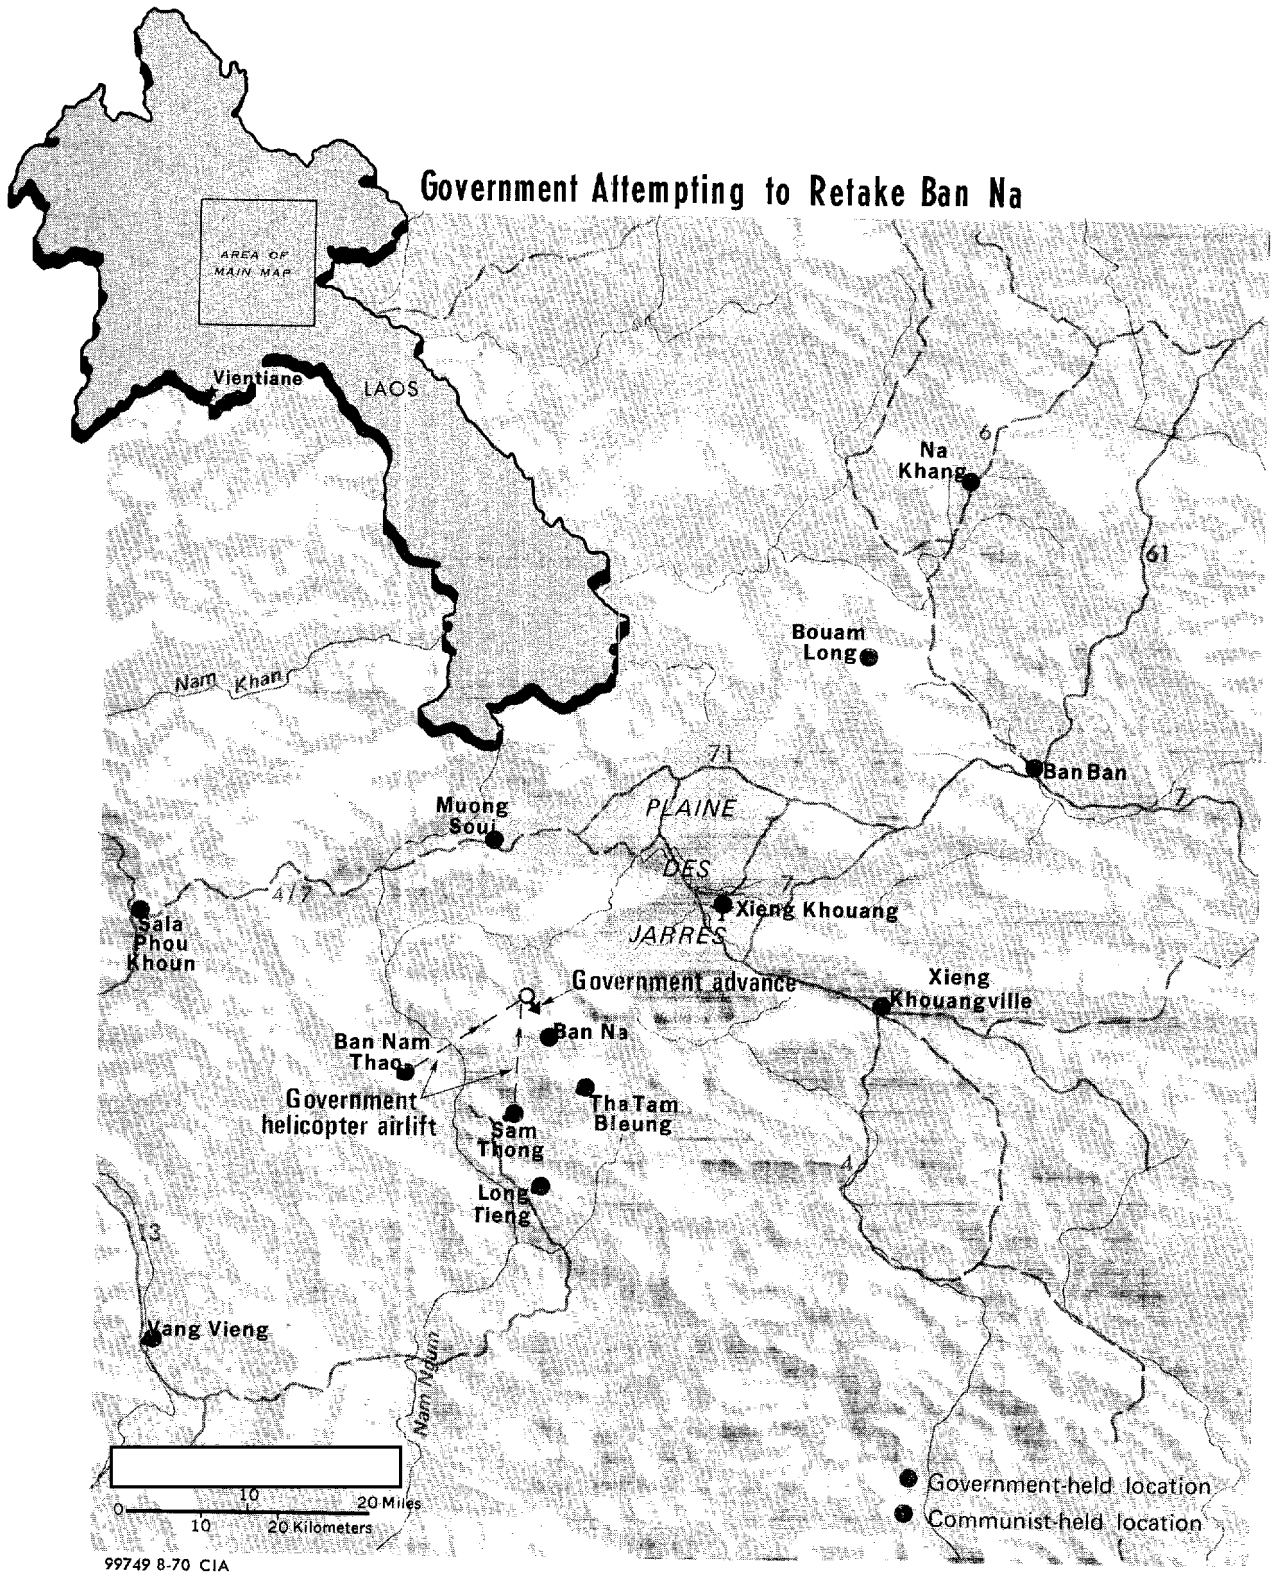 Government Attempting to Retake Ban Na
AREA OF
MAIN MAP
Vientiane
LAOS
6
Na
Khang
61
Bouam
Long
Nam Khan
Ban Ban
7
71
PLAINE
DES
JARRES
Muong
Soui
4/7
7
Xieng Khouang
Sala
Phou
Khoun
Government advance
Xieng
Khouangville
Ban Na
Ban Nam
Thao
Government
helicopter airlift
Tha Tam
Bleung
Sam
Thong
4
Long
Tieng
13
Vang Vieng
Nam Ngum
0 10 20 Miles
10 20 Kilometers
Government-held location
Communist-held location
99749 8-70 CIA